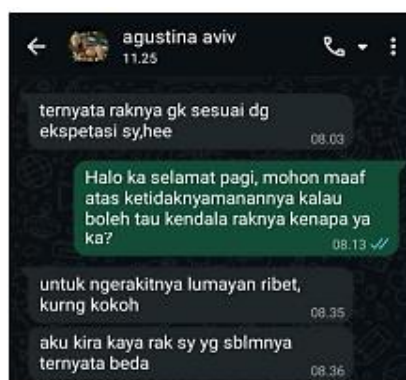 agustina aviv
11.25
ternyata raknya gk sesuai dg
ekspetasi sy,hee
08.03
Halo ka selamat pagi, mohon maaf
atas ketidaknyamanannya kalau
boleh tau kendala raknya kenapa ya
ka?
08.13
untuk ngerakitnya lumayan ribet,
kurng kokoh
08.35
aku kira kaya rak sy yg sblmnya
ternyata beda
08.36